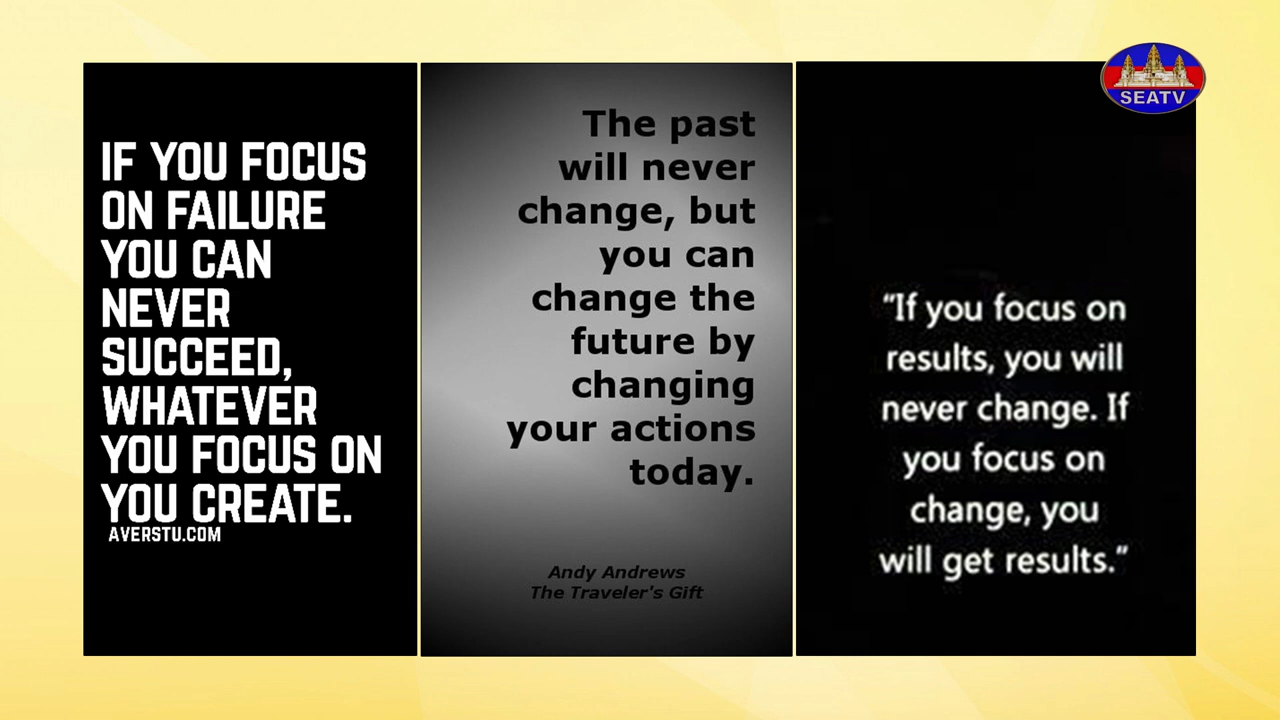 IF YOU FOCUS
ON FAILURE
YOU CAN
NEVER
SUCCEED,
WHATEVER
YOU FOCUS ON
YOU CREATE.
AVERSTU.COM
The past
will never
change, but
you can
change the
future by
changing
your actions
today.
Andy Andrews
The Traveler's Gift
"If you focus on
results, you will
never change. If
you focus on
change, you
will get results."
SEATV